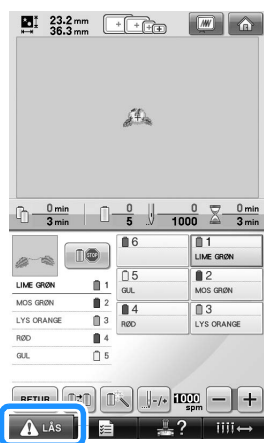 23.2 mm
36.3 mm
0 min
3 min
0
5
0
1000
0 min
3 min
STOP
LIME GRØN 1
MOS GRØN 2
LYS ORANGE 3
RØD 4
GUL 5
6
1
LIME GRØN
5
GUL
2
MOS GRØN
4
RØD
3
LYS ORANGE
RETUR
-/+
1000
spm
- +
LÅS
?